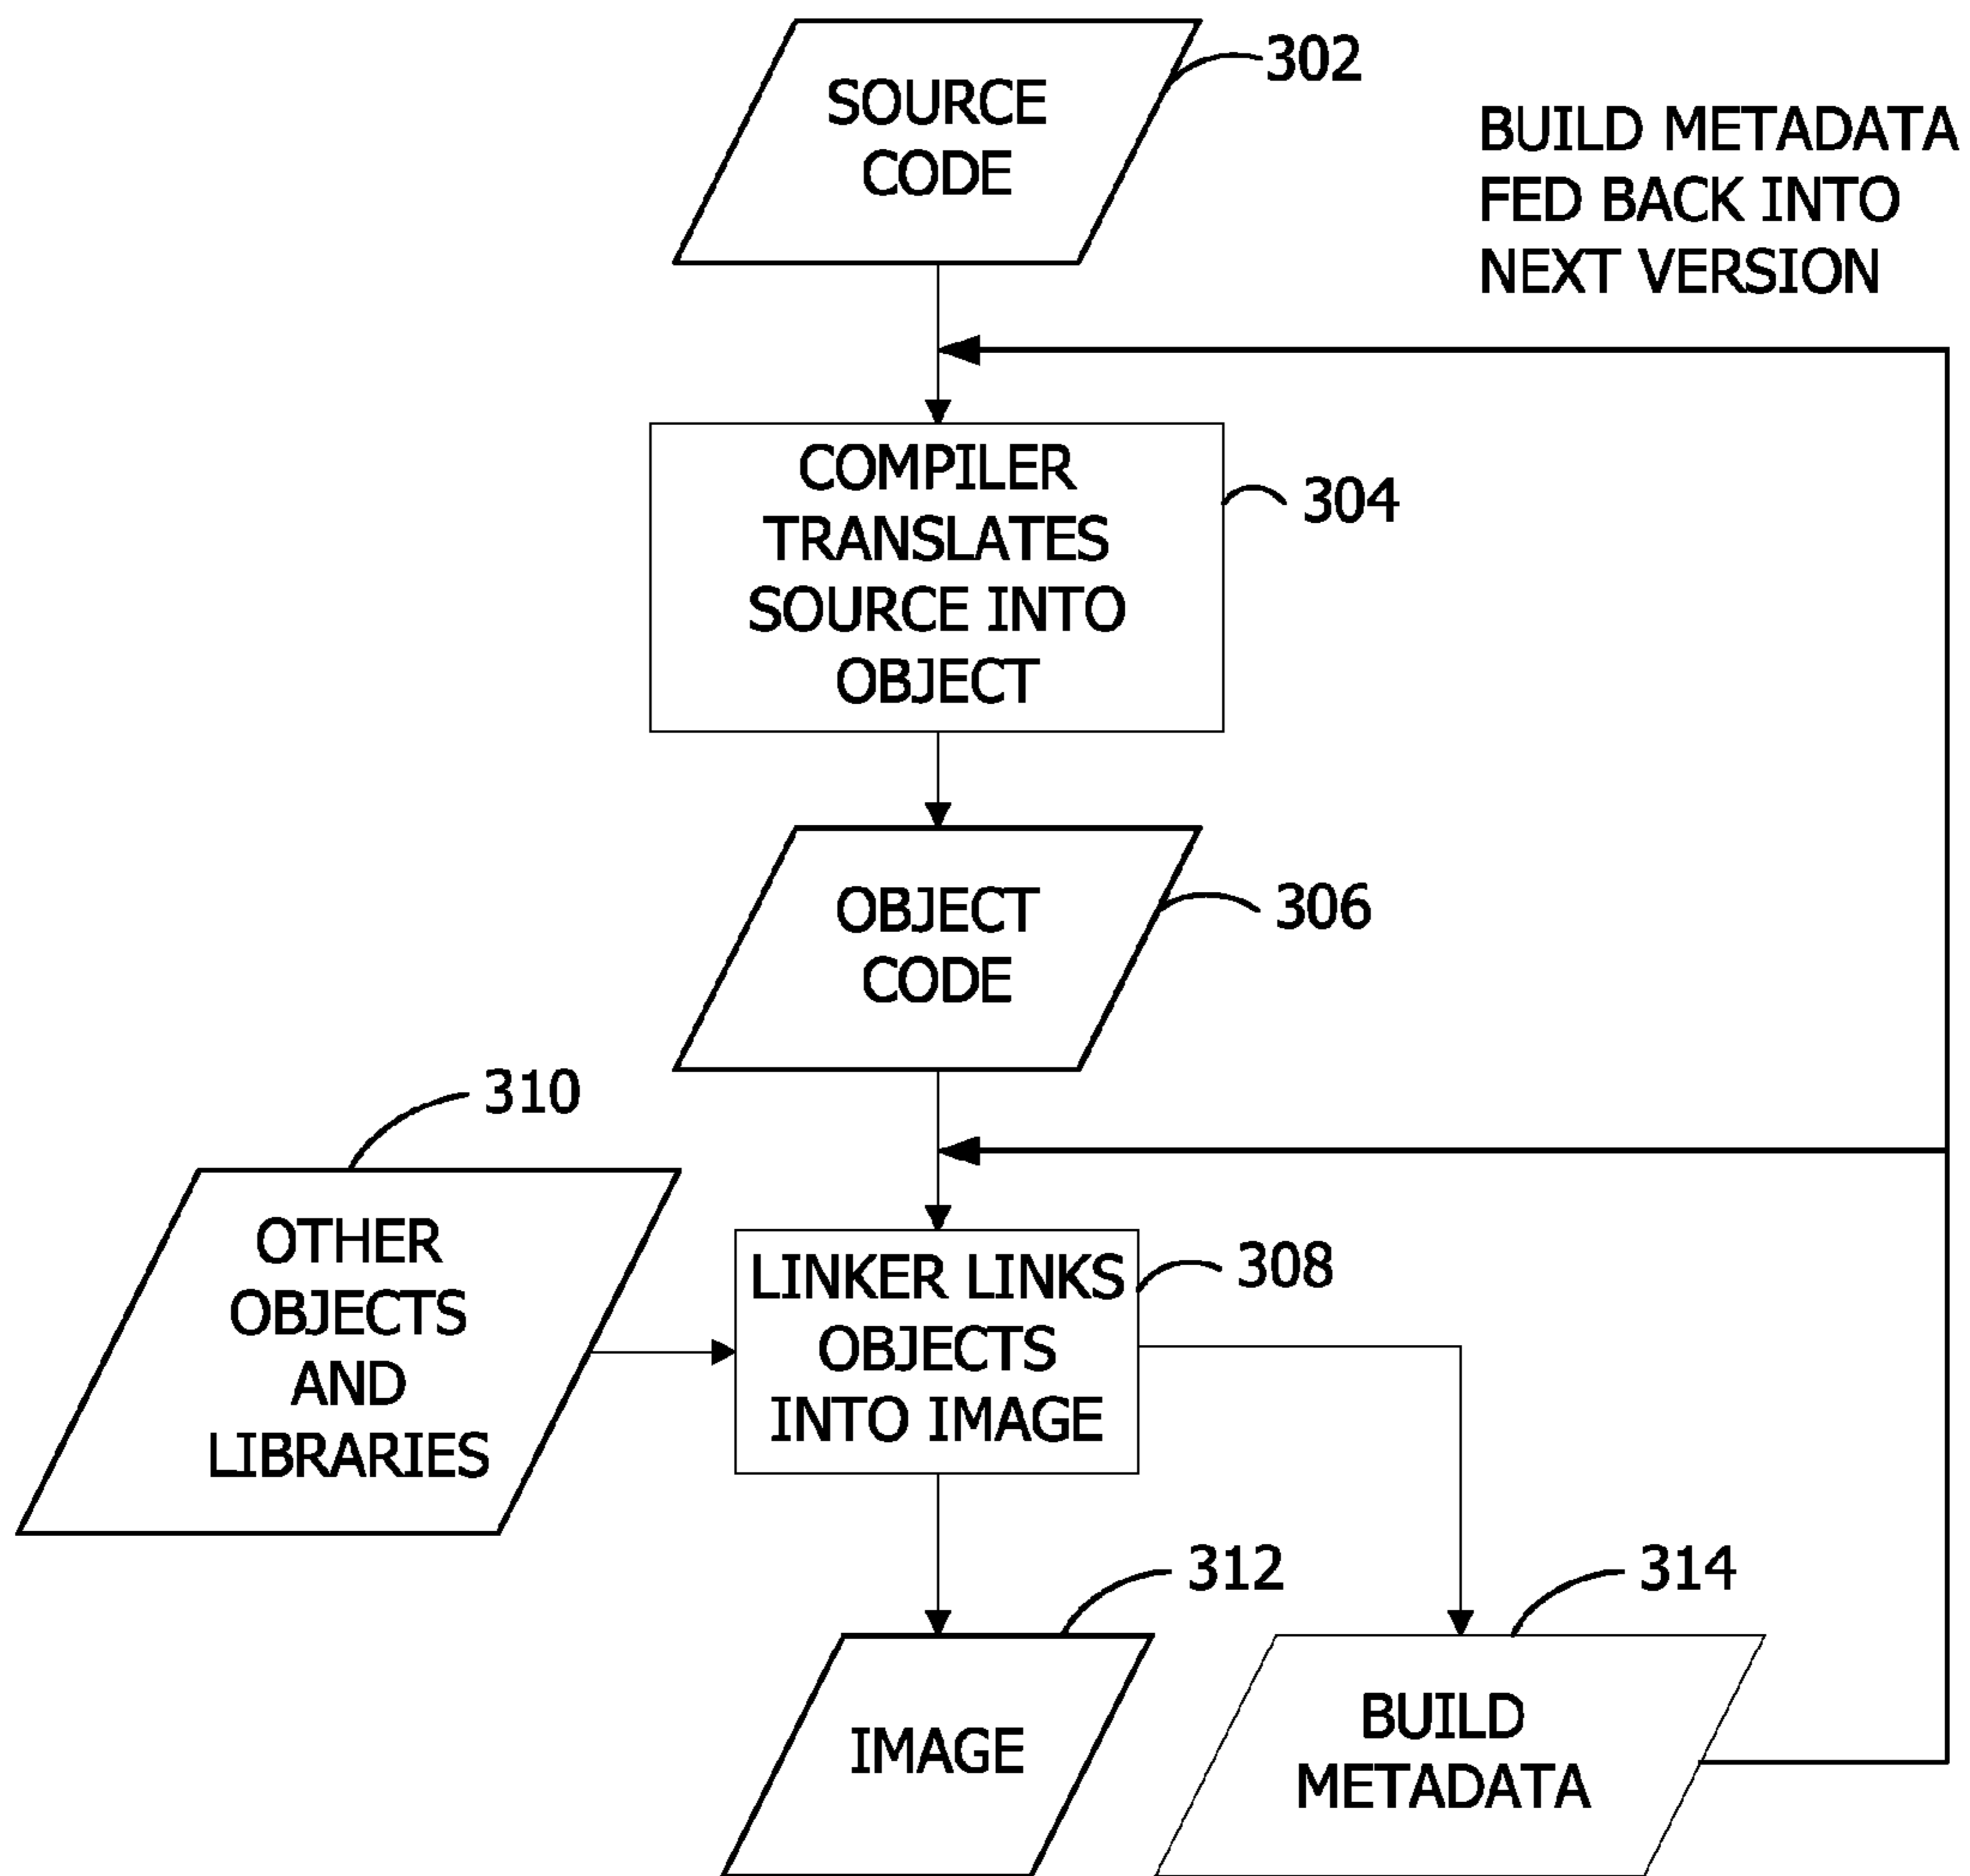 SOURCE
CODE
302
BUILD METADATA
FED BACK INTO
NEXT VERSION
COMPILER
TRANSLATES
SOURCE INTO
OBJECT
304
OBJECT
CODE
306
310
OTHER
OBJECTS
AND
LIBRARIES
LINKER LINKS
OBJECTS
INTO IMAGE
308
312
IMAGE
314
BUILD
METADATA